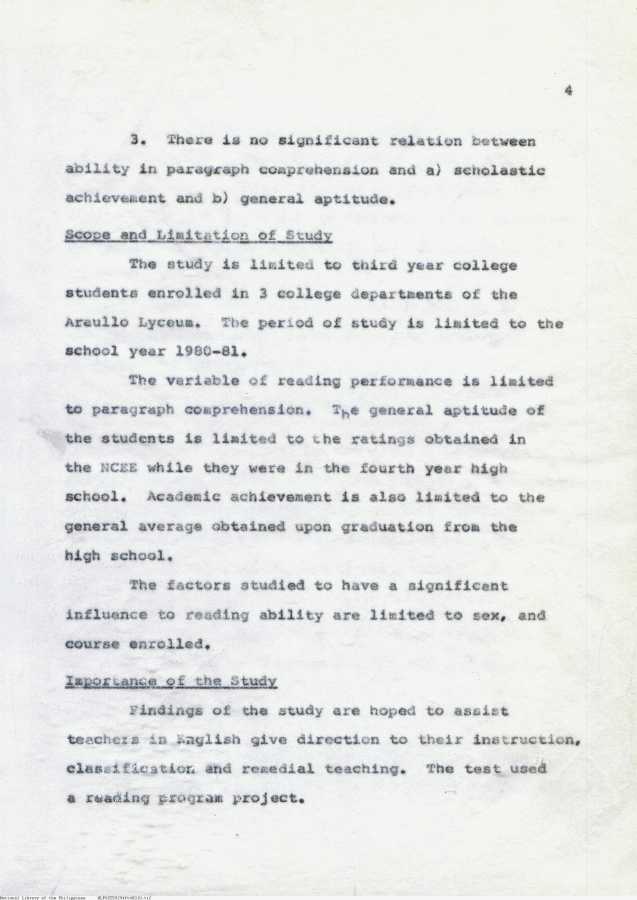 4
3. There is no significant relation between
ability in paragraph comprehension and a) scholastic
achievement and b) general aptitude.
Scope and Limitation of Study
The study is limited to third year college
students enrolled in 3 college departments of the
Araullo Lyceum. The period of study is limited to the
school year 1980-81.
The variable of reading performance is limited
to paragraph comprehension. The general aptitude of
the students is limited to the ratings obtained in
the NCEE while they were in the fourth year high
school. Academic achievement is also limited to the
general average obtained upon graduation from the
high school.
The factors studied to have a significant
influence to reading ability are limited to sex, and
course enrolled.
Importance of the Study
Findings of the study are hoped to assist
teachers in English give direction to their instruction,
classification and remedial teaching. The test used
a reading program project.
National Library of the Philippines